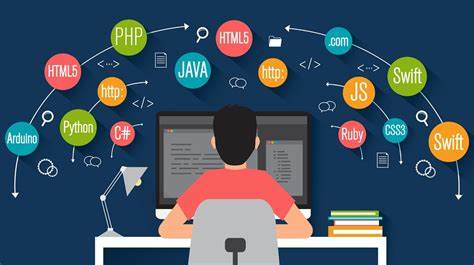 PHP
HTML5
.com
HTML5
JAVA
http:
Swift
http:
JS
Arduino
Python
C#
Ruby
CSS3
Swift